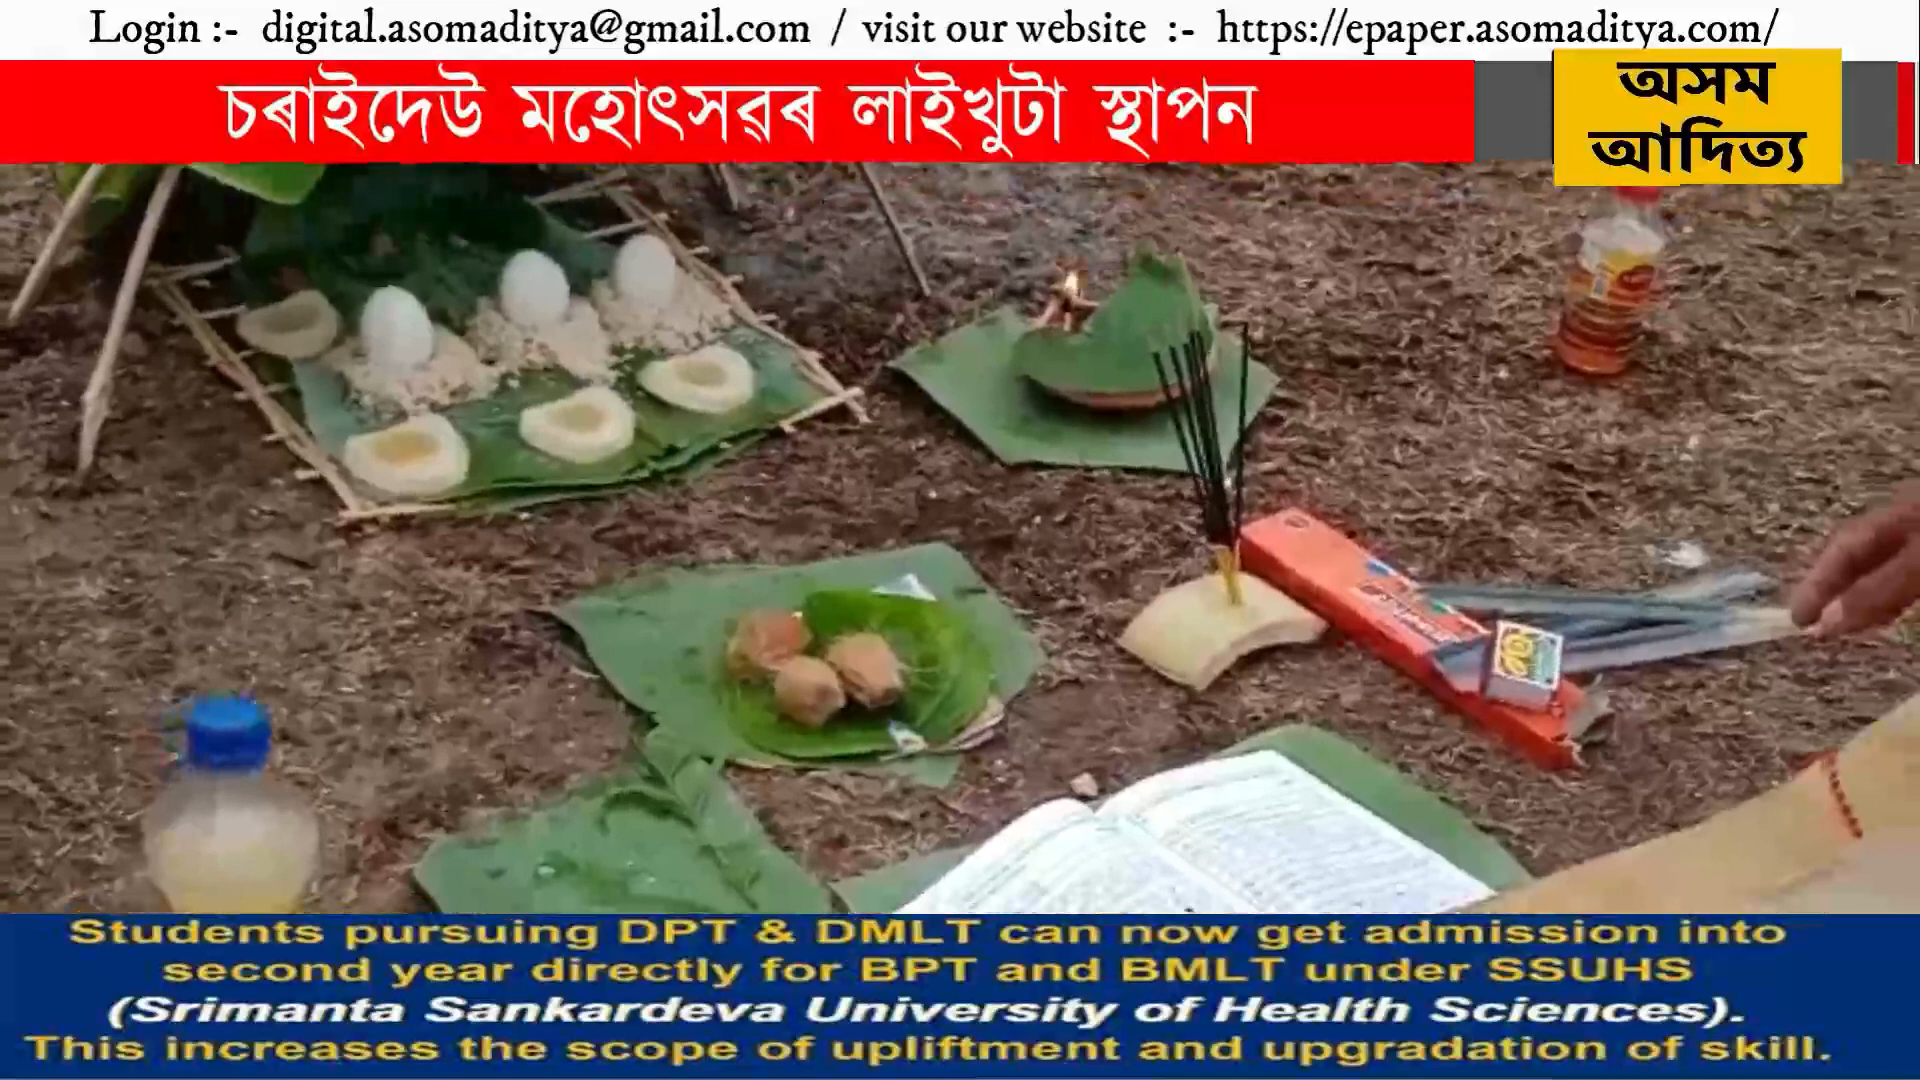 Login :- digital.asomaditya@gmail.com / visit our website :- https://epaper.asomaditya.com/
চৰাইদেউ মহোৎসৱৰ লাইখুটা স্থাপন
অসম
আদিত্য
Students pursuing DPT & DMLT can now get admission into
second year directly for BPT and BMLT under SSUHS
(Srimanta Sankardeva University of Health Sciences).
This increases the scope of upliftment and upgradation of skill.